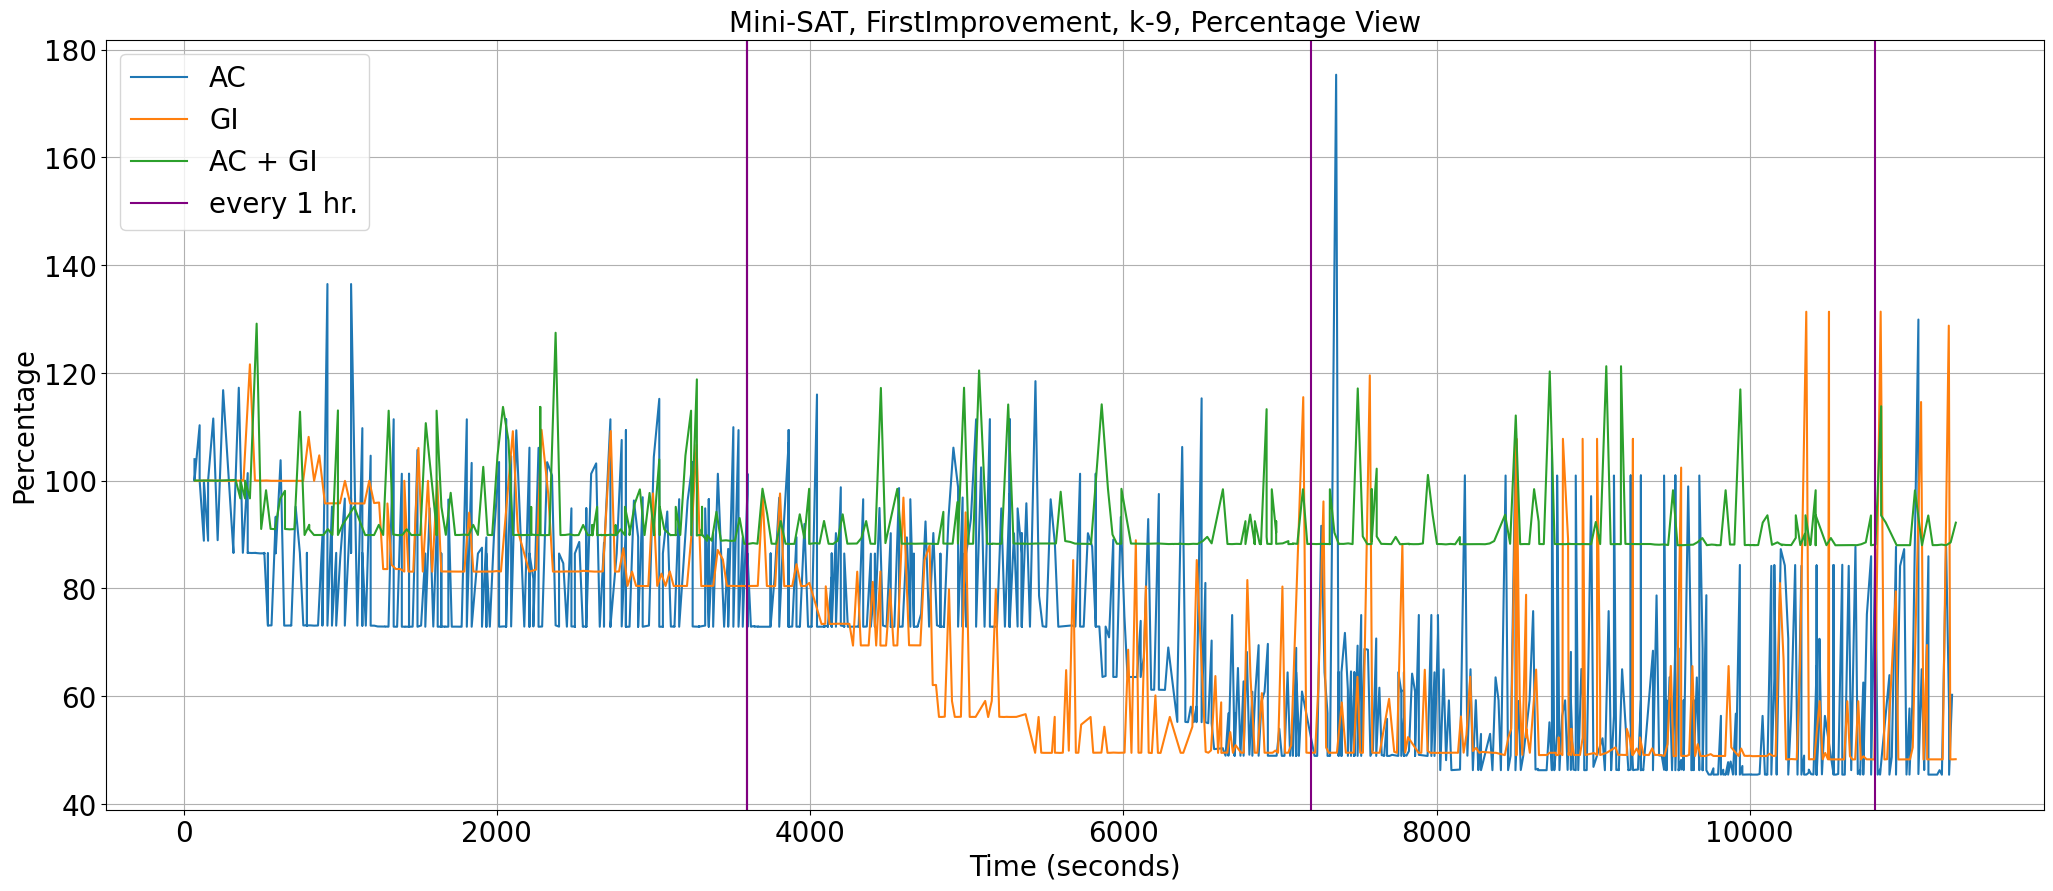 Mini-SAT, FirstImprovement, k-9, Percentage View
180
160
140
120
100
80
60
40
Percentage
AC
GI
AC + GI
every 1 hr.
0
2000
4000
6000
8000
10000
Time (seconds)